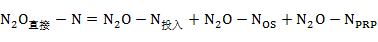 N₂O直接 − N = N₂O − N投入 + N₂O − N_OS + N₂O − N_PRP